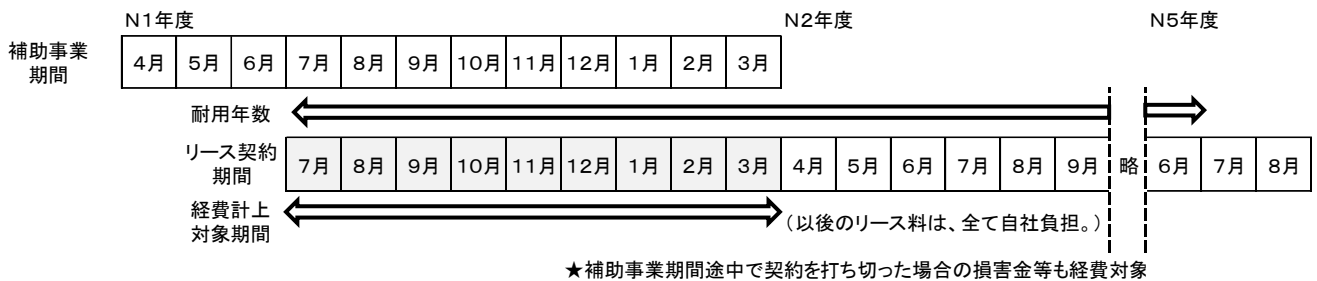 N1年度 N2年度 N5年度
補助事業
期間
4月 5月 6月 7月 8月 9月 10月 11月 12月 1月 2月 3月
耐用年数
リース契約
期間
7月 8月 9月 10月 11月 12月 1月 2月 3月 4月 5月 6月 7月 8月 9月 略 6月 7月 8月
経費計上
対象期間
（以後のリース料は、全て自社負担。）
★補助事業期間途中で契約を打ち切った場合の損害金等も経費対象